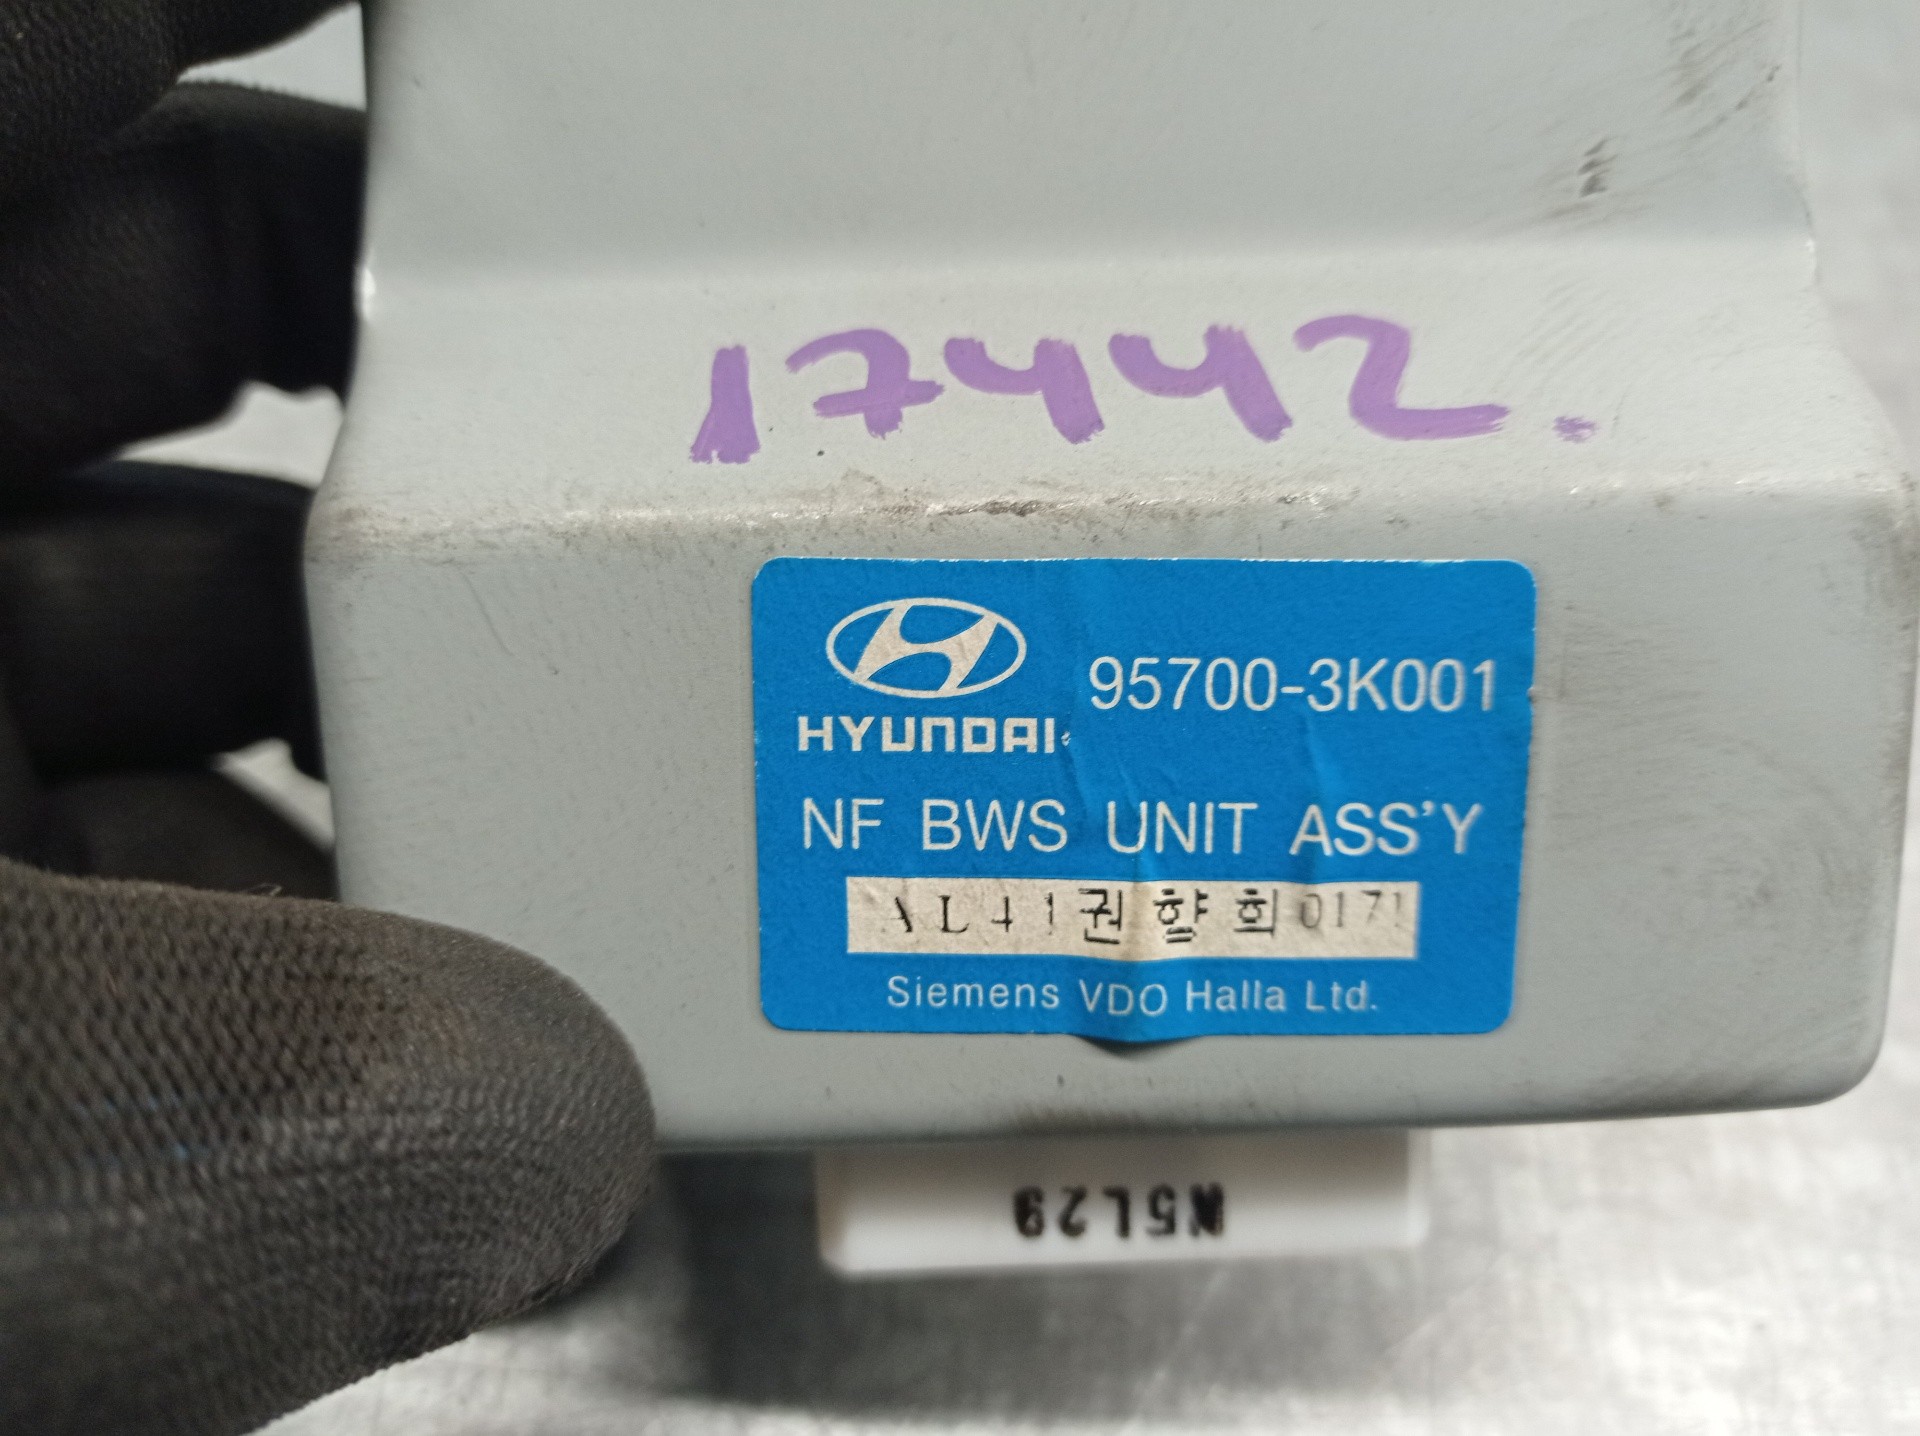 17442.
95700-3K001
HYUNDAI
NF BWS UNIT ASS'Y
AL41권향희0171
Siemens VDO Halla Ltd.
N5L29